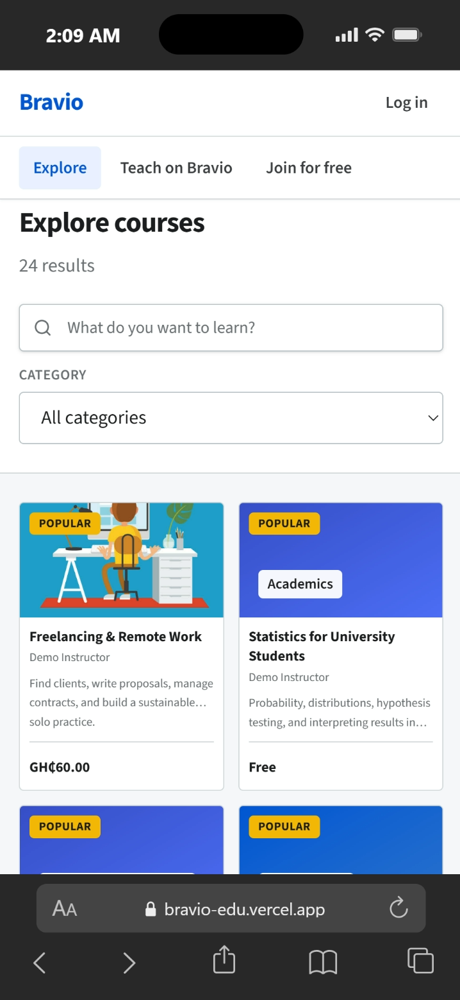 2:09 AM
Bravio
Log in
Explore
Teach on Bravio
Join for free
Explore courses
24 results
What do you want to learn?
CATEGORY
All categories
POPULAR
Freelancing & Remote Work
Demo Instructor
Find clients, write proposals, manage
contracts, and build a sustainable…
solo practice.
GH₵60.00
POPULAR
Academics
Statistics for University
Students
Demo Instructor
Probability, distributions, hypothesis
testing, and interpreting results in…
Free
POPULAR
POPULAR
AA
bravio-edu.vercel.app